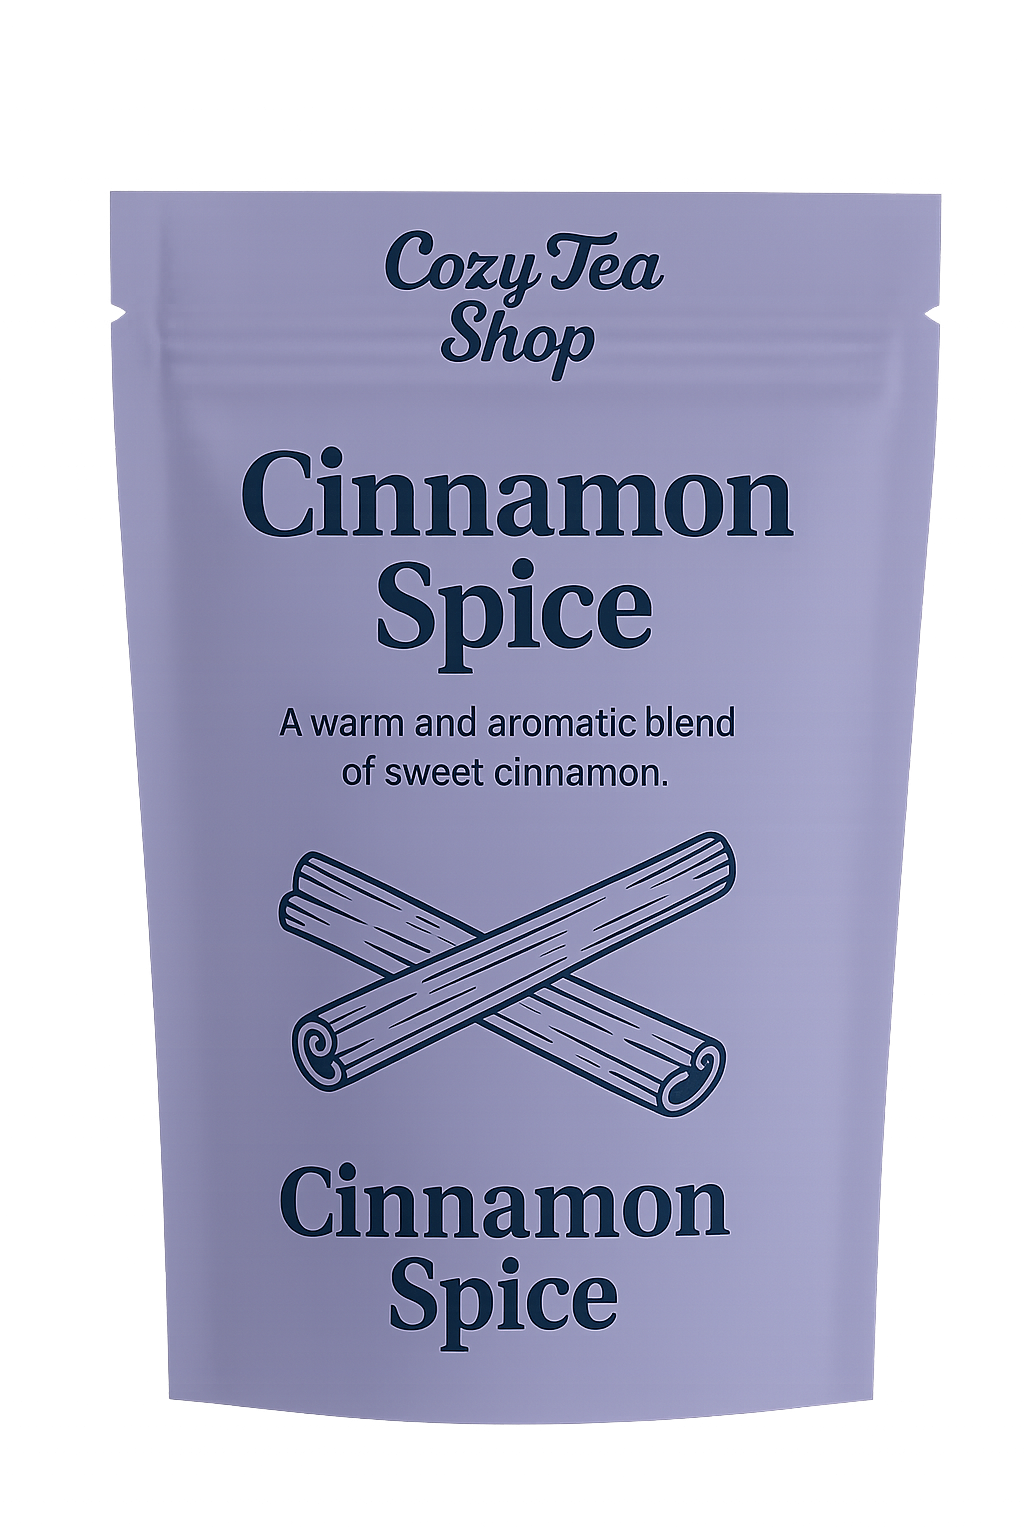 Cozy Tea
Shop
Cinnamon
Spice
A warm and aromatic blend
of sweet cinnamon.
Cinnamon
Spice